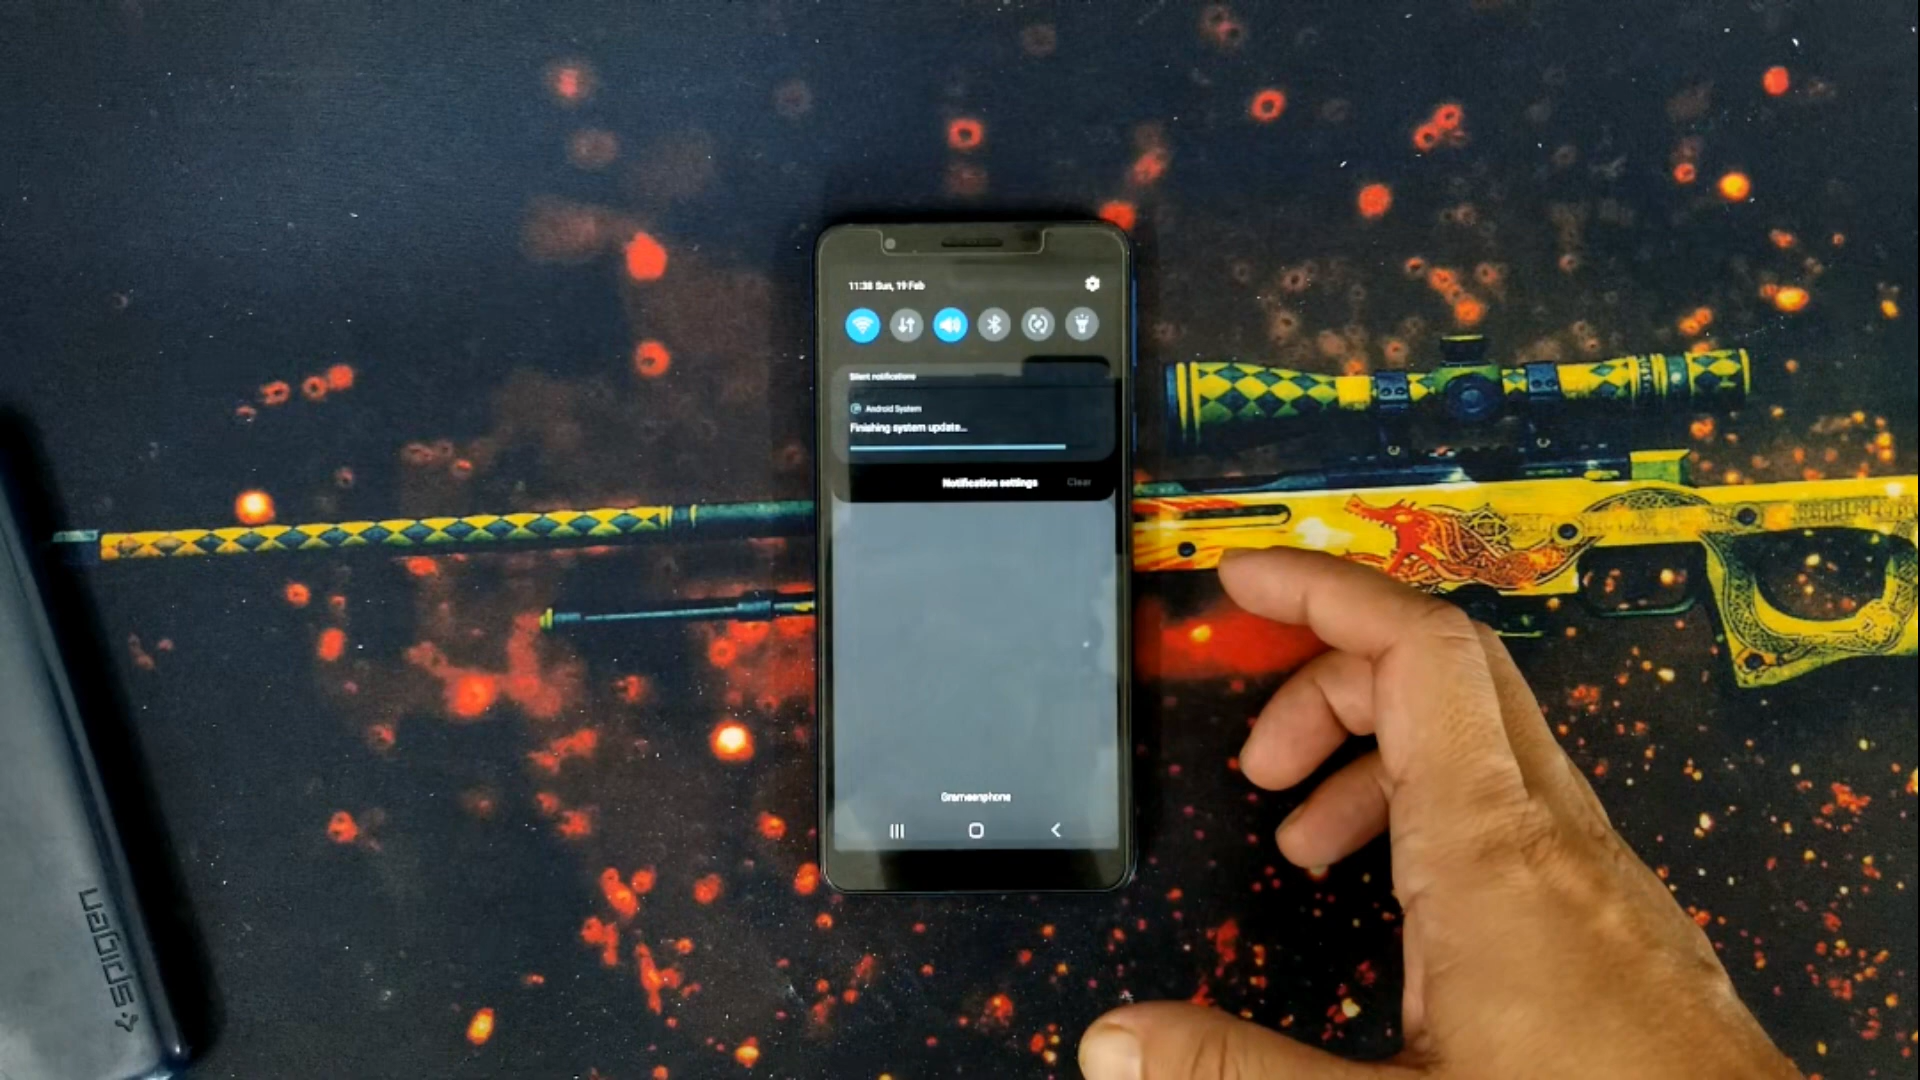 11:38 Sun, 19 Feb
Silent notifications
Android System
Finishing system update...
Notification settings
Clear
Grameenphone
spigen